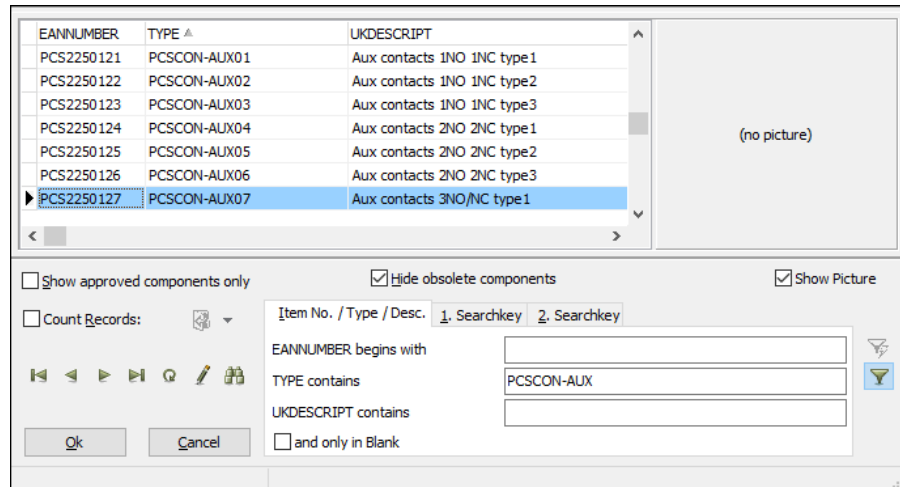 EANNUMBER TYPE UKDESCRIPT
PCS2250121 PCSCON-AUX01 Aux contacts 1NO 1NC type1
PCS2250122 PCSCON-AUX02 Aux contacts 1NO 1NC type2
PCS2250123 PCSCON-AUX03 Aux contacts 1NO 1NC type3
PCS2250124 PCSCON-AUX04 Aux contacts 2NO 2NC type1
PCS2250125 PCSCON-AUX05 Aux contacts 2NO 2NC type2
PCS2250126 PCSCON-AUX06 Aux contacts 2NO 2NC type3
PCS2250127 PCSCON-AUX07 Aux contacts 3NO/NC type1
(no picture)
Show approved components only
Hide obsolete components
Show Picture
Count Records:
Item No. / Type / Desc. 1. Searchkey 2. Searchkey
EANNUMBER begins with
TYPE contains PCSCON-AUX
UKDESCRIPT contains
and only in Blank
Ok Cancel